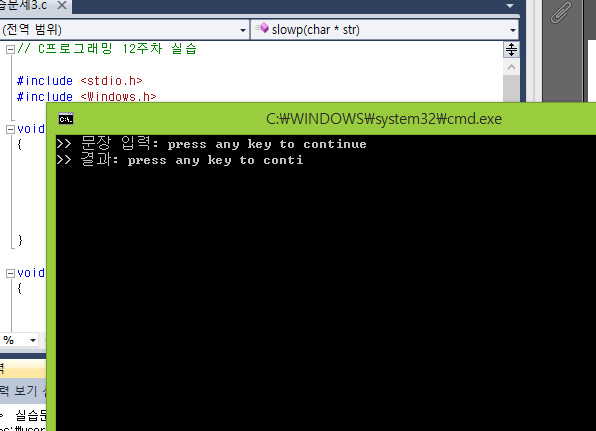 습문제3.c
(전역 범위)
slowp(char * str)
// C프로그래밍 12주차 실습
#include <stdio.h>
#include <Windows.h>
C:₩WINDOWS₩system32₩cmd.exe
void
{
>> 문장 입력: press any key to continue
>> 결과: press any key to conti
}
void
{
%
력 보기 선
> 실습문